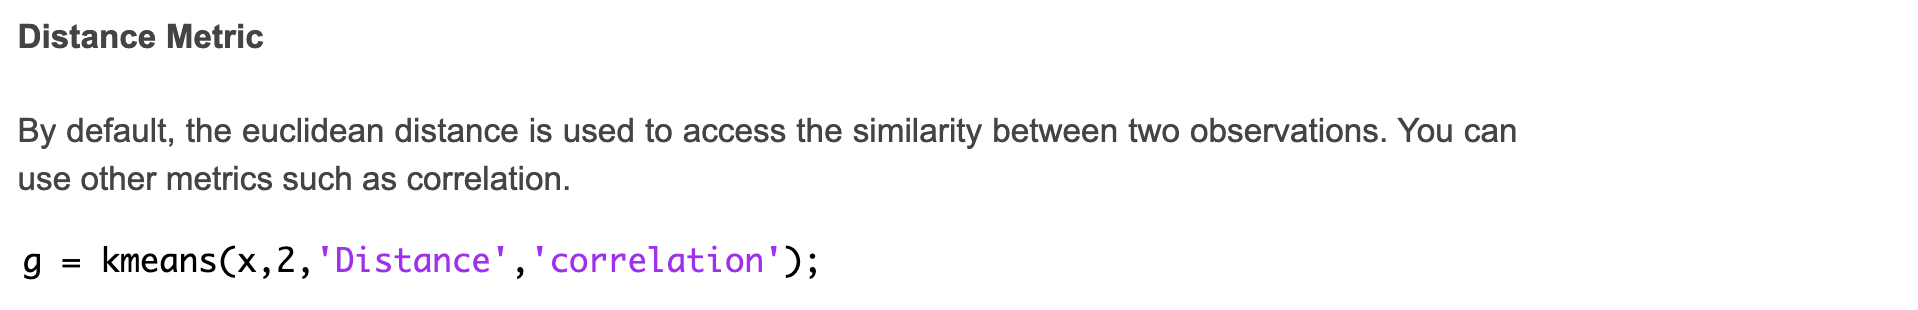 Distance Metric
By default, the euclidean distance is used to access the similarity between two observations. You can
use other metrics such as correlation.
g = kmeans(x,2,'Distance','correlation');